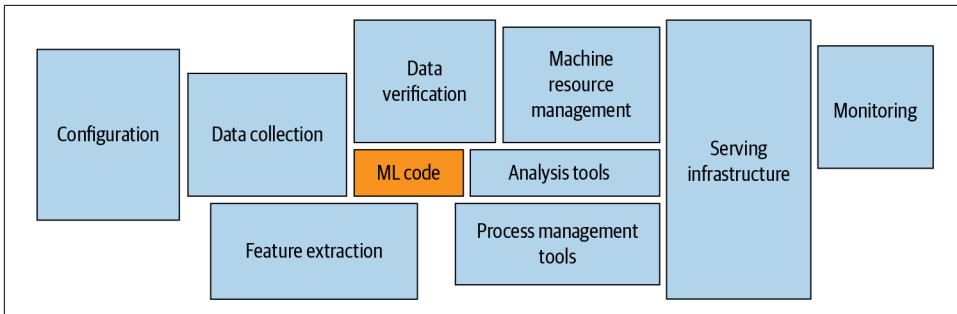 Configuration
Data collection
Data
verification
Machine
resource
management
ML code
Analysis tools
Feature extraction
Process management
tools
Serving
infrastructure
Monitoring